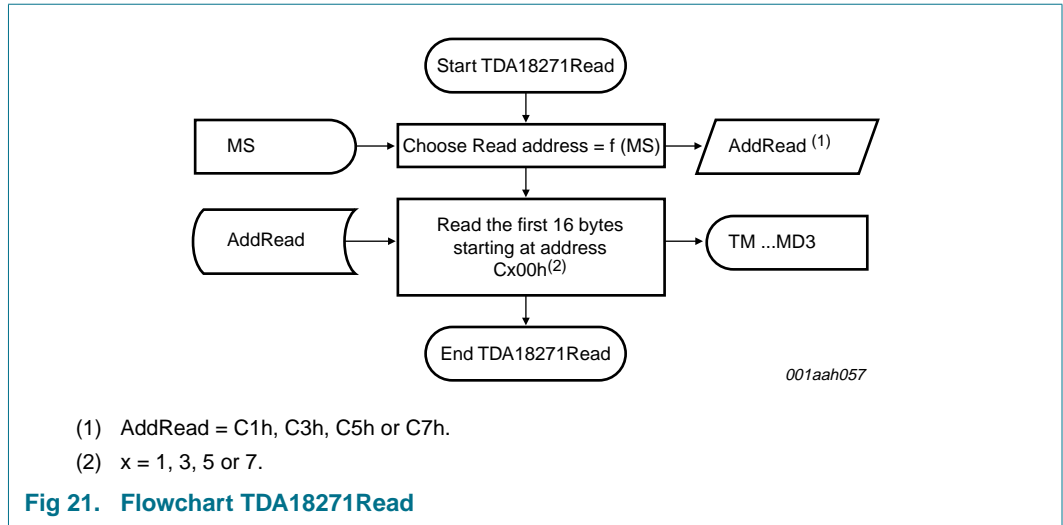 Start TDA18271Read
MS
Choose Read address = f (MS)
AddRead (1)
AddRead
Read the first 16 bytes
starting at address
Cx00h(2)
TM ...MD3
End TDA18271Read
001aah057
(1) AddRead = C1h, C3h, C5h or C7h.
(2) x = 1, 3, 5 or 7.
Fig 21. Flowchart TDA18271Read